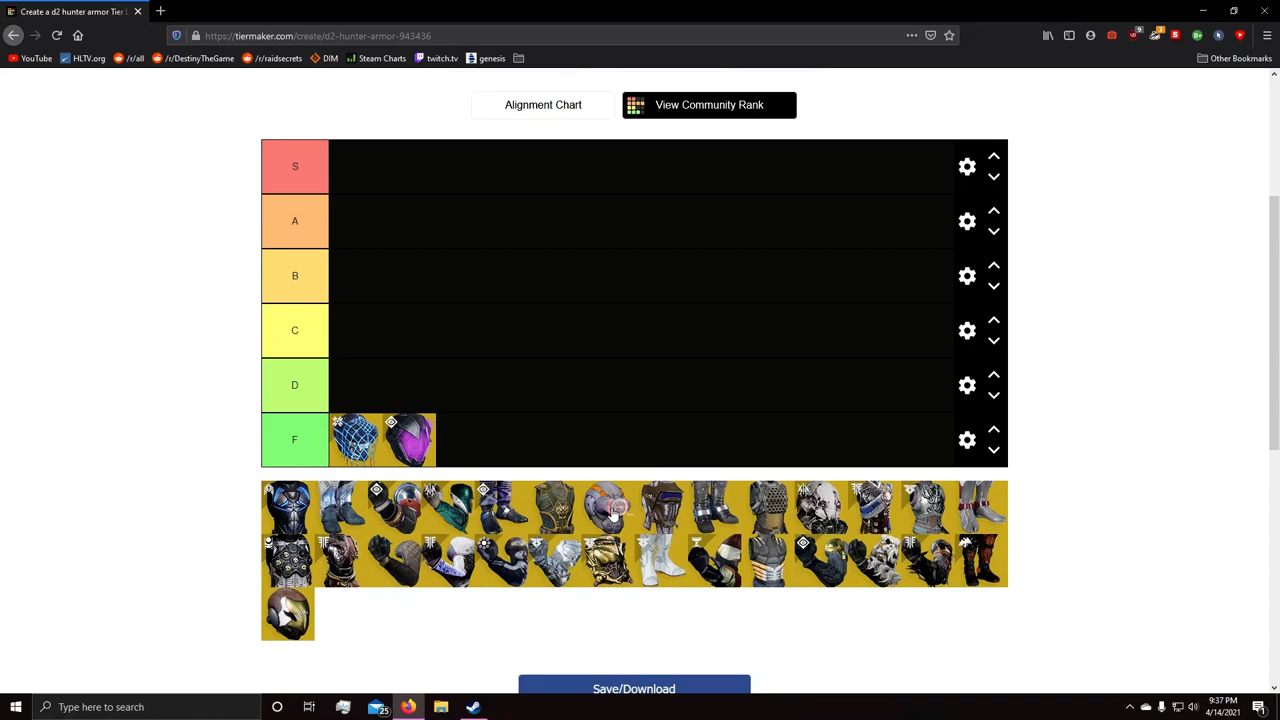 Create a d2 hunter armor Tier L
https://tiermaker.com/create/d2-hunter-armor-943436
YouTube HLTV.org /r/all /r/DestinyTheGame /r/raidsecrets DIM Steam Charts twitch.tv genesis Other Bookmarks
Alignment Chart View Community Rank
S
A
B
C
D
F
Save/Download
Type here to search
25
9:37 PM
4/14/2021